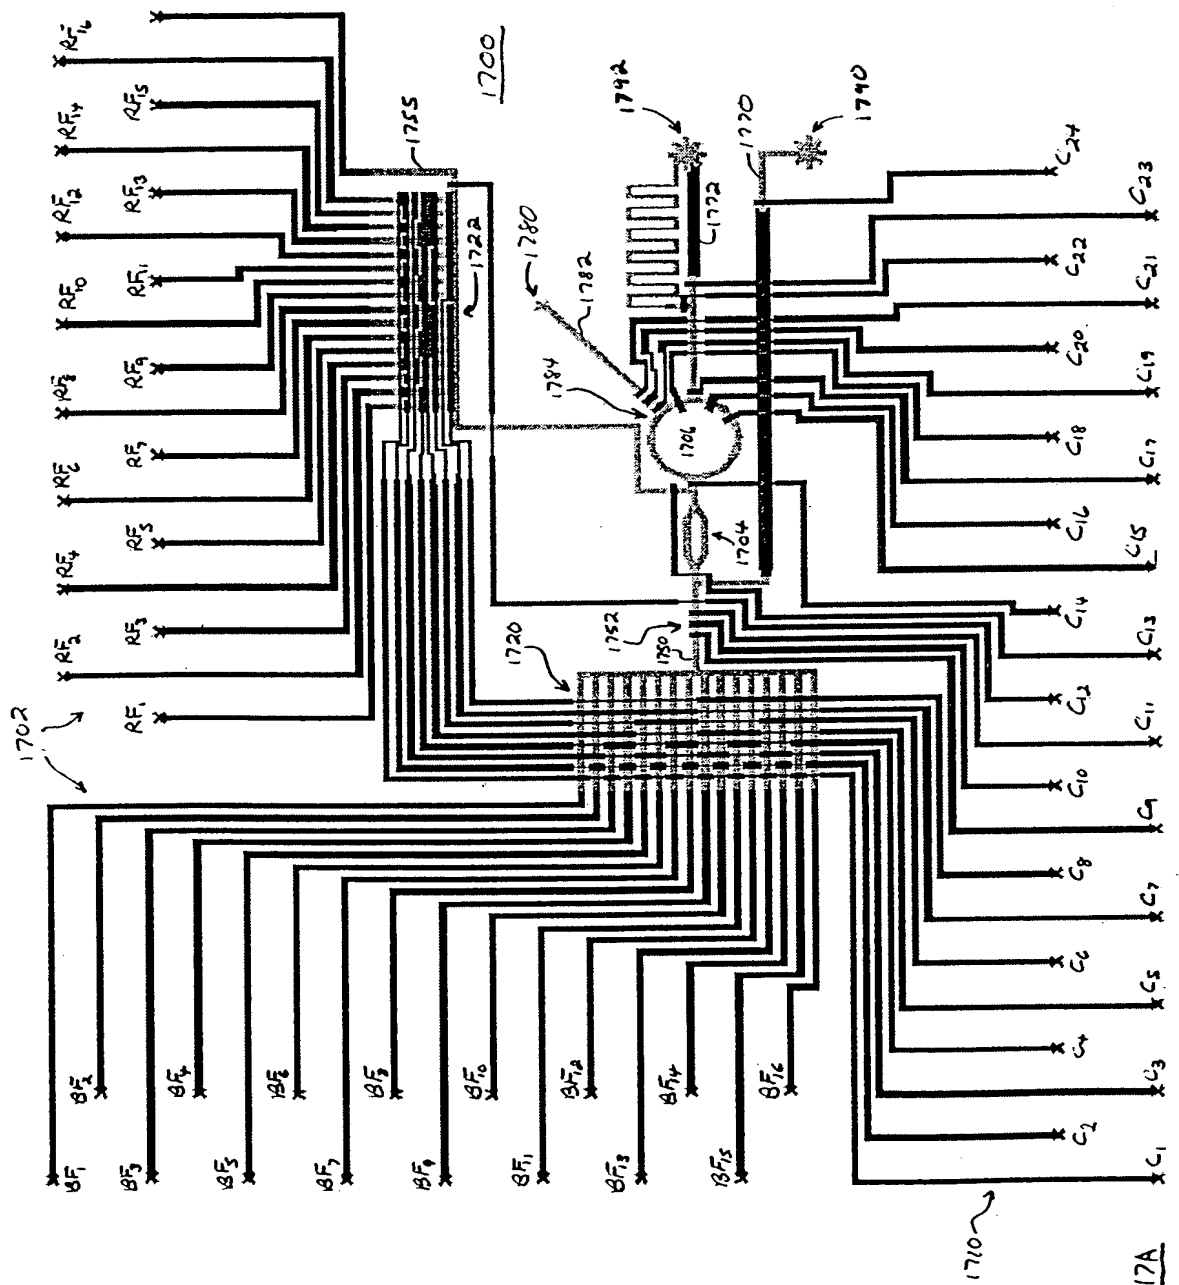 1702
RF₁
RF₂
RF₃
RF₄
RF₅
RF₆
RF₇
RF₈
RF₉
RF₁₀
RF₁₁
RF₁₂
RF₁₃
RF₁₄
RF₁₅
RF₁₆
1700
1755
1722
1780
1782
1784
1792
1790
1770
1772
1706
1704
1720
1752
1750
BF₁
BF₂
BF₃
BF₄
BF₅
BF₆
BF₇
BF₈
BF₉
BF₁₀
BF₁₁
BF₁₂
BF₁₃
BF₁₄
BF₁₅
BF₁₆
1710
C₁
C₂
C₃
C₄
C₅
C₆
C₇
C₈
C₉
C₁₀
C₁₁
C₁₂
C₁₃
C₁₄
C₁₅
C₁₆
C₁₇
C₁₈
C₁₉
C₂₀
C₂₁
C₂₂
C₂₃
C₂₄
17A